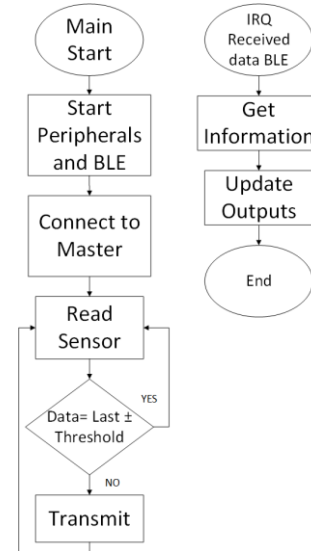 Main
Start
Start
Peripherals
and BLE
Connect to
Master
Read
Sensor
Data= Last ±
Threshold
YES
NO
Transmit
IRQ
Received
data BLE
Get
Information
Update
Outputs
End